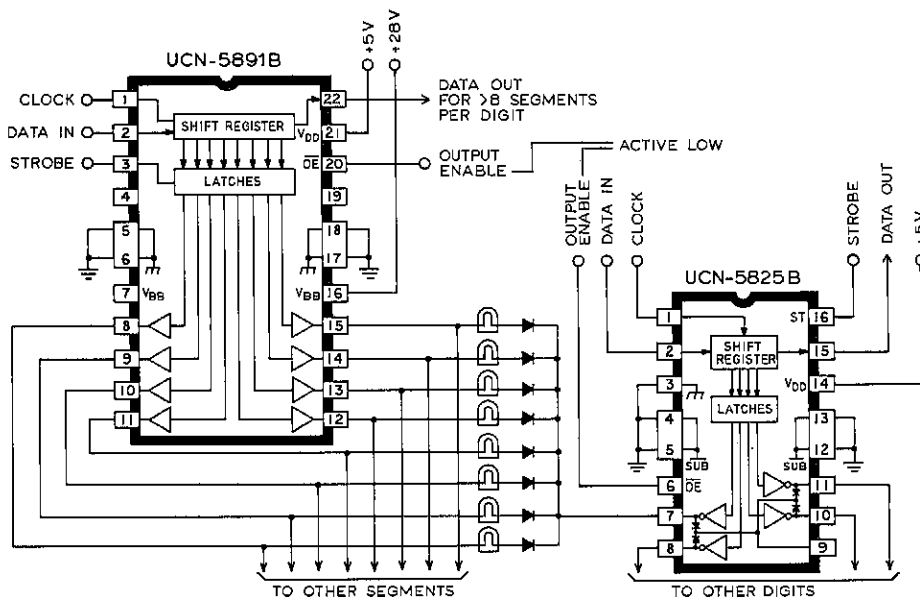 UCN-5891B
+5V
+28V
CLOCK
1
SHIFT REGISTER
22
DATA OUT
FOR >8 SEGMENTS
PER DIGIT
DATA IN
2
VDD
21
STROBE
3
LATCHES
OE
20
OUTPUT
ENABLE
ACTIVE LOW
4
19
5
18
6
17
7
VBB
VBB
16
8
15
9
14
10
13
11
12
TO OTHER SEGMENTS
OUTPUT
ENABLE
DATA IN
CLOCK
STROBE
DATA OUT
+5V
UCN-5825B
1
ST
16
2
SHIFT
REGISTER
15
3
VDD
14
4
LATCHES
13
5
SUB
SUB
12
6
OE
11
7
10
8
9
TO OTHER DIGITS